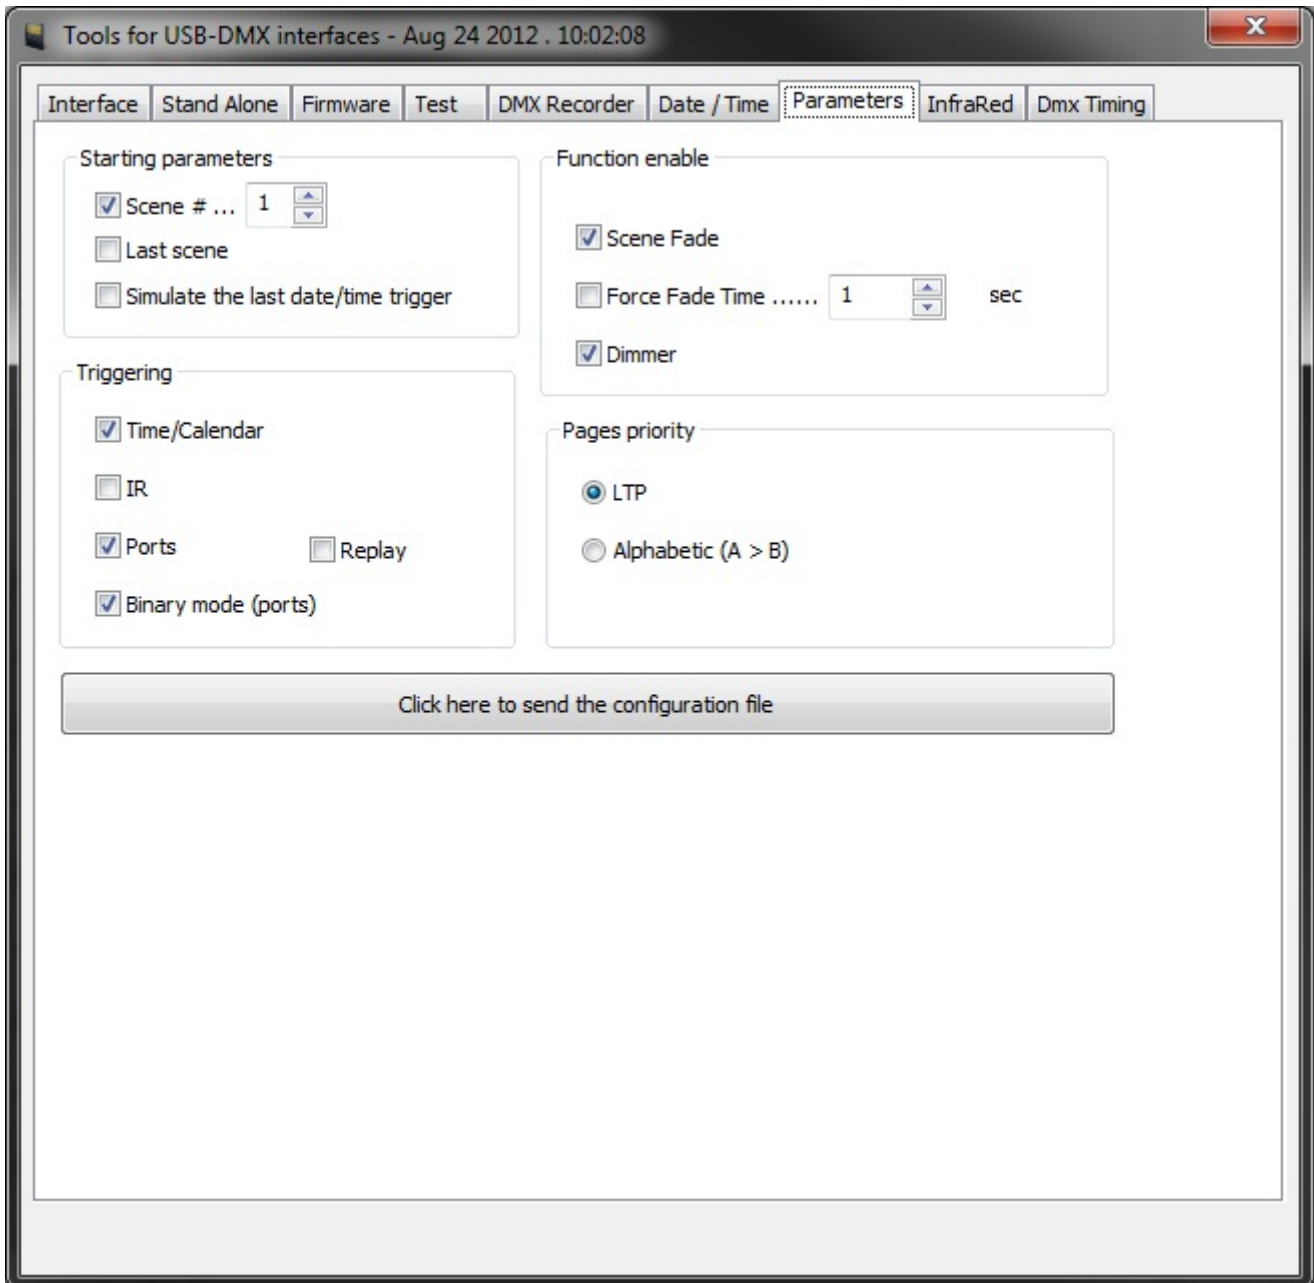 Tools for USB-DMX interfaces - Aug 24 2012 . 10:02:08
Interface Stand Alone Firmware Test DMX Recorder Date / Time Parameters InfraRed Dmx Timing
Starting parameters
Scene # ... 1
Last scene
Simulate the last date/time trigger
Function enable
Scene Fade
Force Fade Time ...... 1 sec
Dimmer
Triggering
Time/Calendar
IR
Ports Replay
Binary mode (ports)
Pages priority
LTP
Alphabetic (A > B)
Click here to send the configuration file